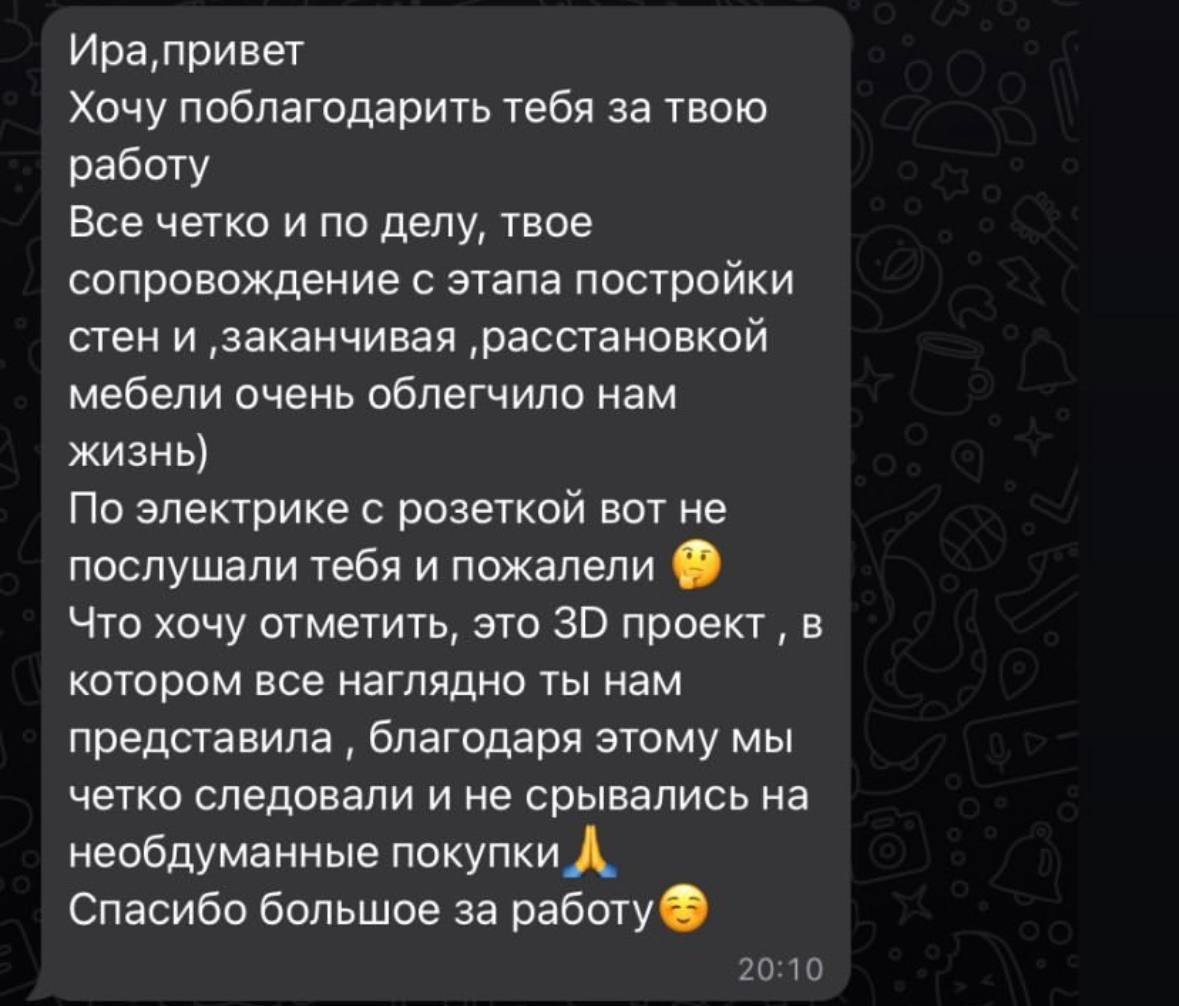 Ира,привет
Хочу поблагодарить тебя за твою
работу
Все четко и по делу, твое
сопровождение с этапа постройки
стен и ,заканчивая ,расстановкой
мебели очень облегчило нам
жизнь)
По электрике с розеткой вот не
послушали тебя и пожалели 🤔
Что хочу отметить, это 3D проект , в
котором все наглядно ты нам
представила , благодаря этому мы
четко следовали и не срывались на
необдуманные покупки🙏
Спасибо большое за работу☺️
20:10